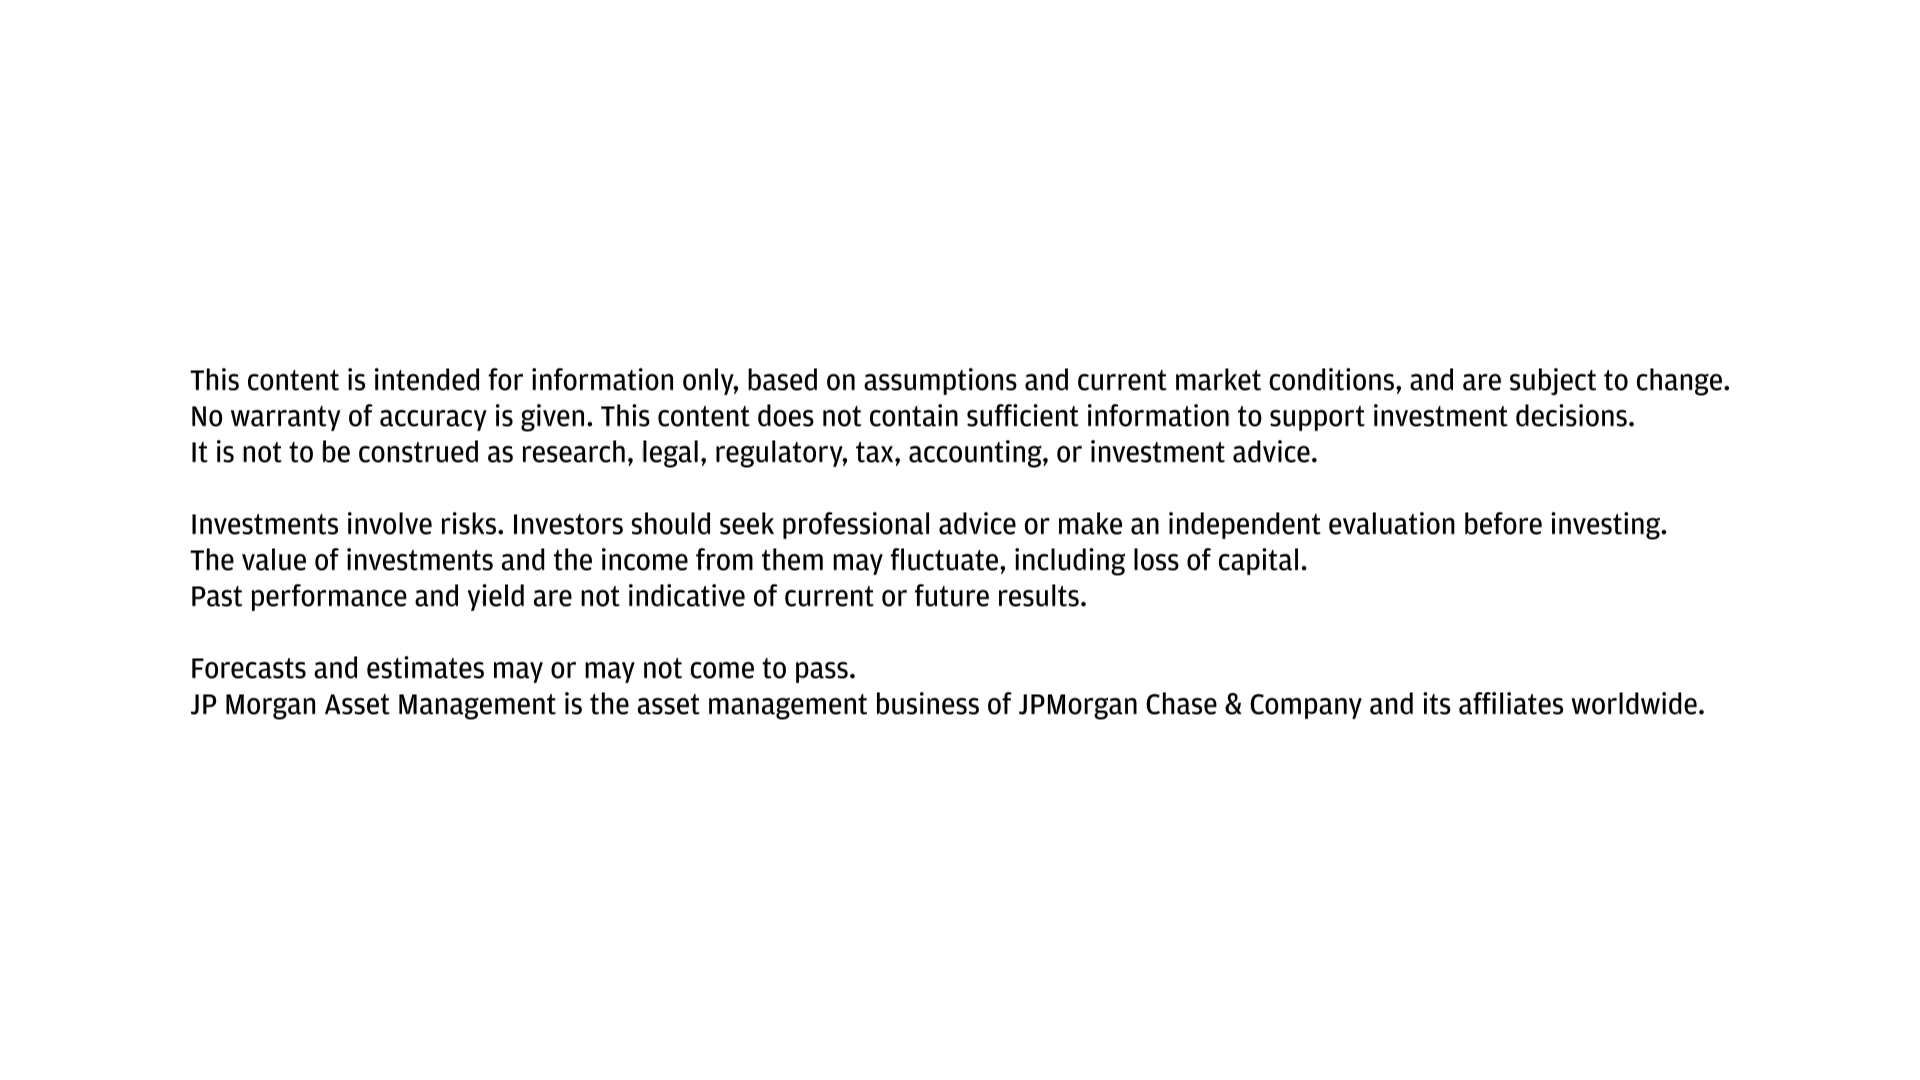 This content is intended for information only, based on assumptions and current market conditions, and are subject to change.
No warranty of accuracy is given. This content does not contain sufficient information to support investment decisions.
It is not to be construed as research, legal, regulatory, tax, accounting, or investment advice.
Investments involve risks. Investors should seek professional advice or make an independent evaluation before investing.
The value of investments and the income from them may fluctuate, including loss of capital.
Past performance and yield are not indicative of current or future results.
Forecasts and estimates may or may not come to pass.
JP Morgan Asset Management is the asset management business of JPMorgan Chase & Company and its affiliates worldwide.